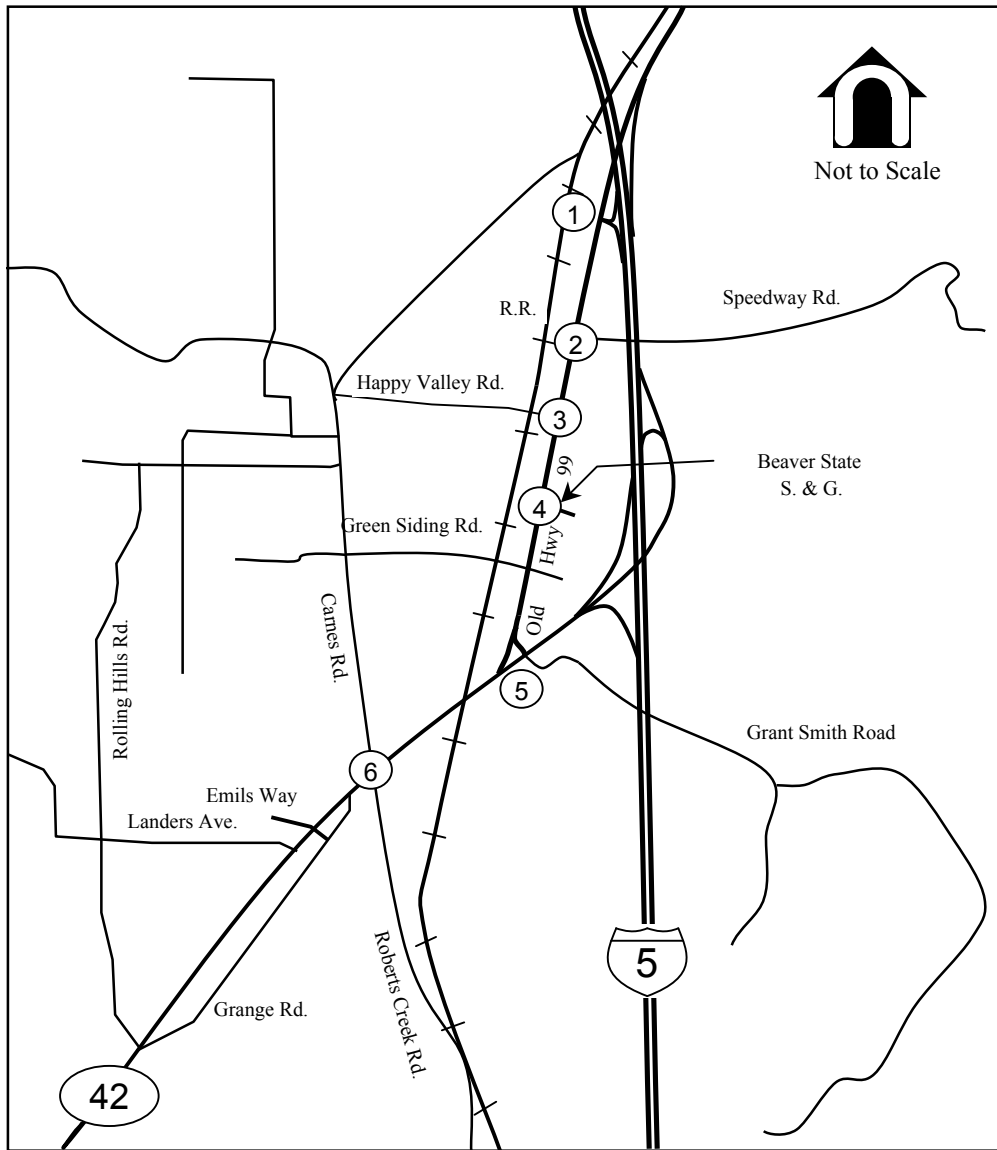 Not to Scale
1
R.R.
Speedway Rd.
2
Happy Valley Rd.
3
99
Beaver State
S. & G.
4
Green Siding Rd.
Hwy
Old
Carnes Rd.
Rolling Hills Rd.
5
Grant Smith Road
6
Emils Way
Landers Ave.
Roberts Creek Rd.
5
Grange Rd.
42